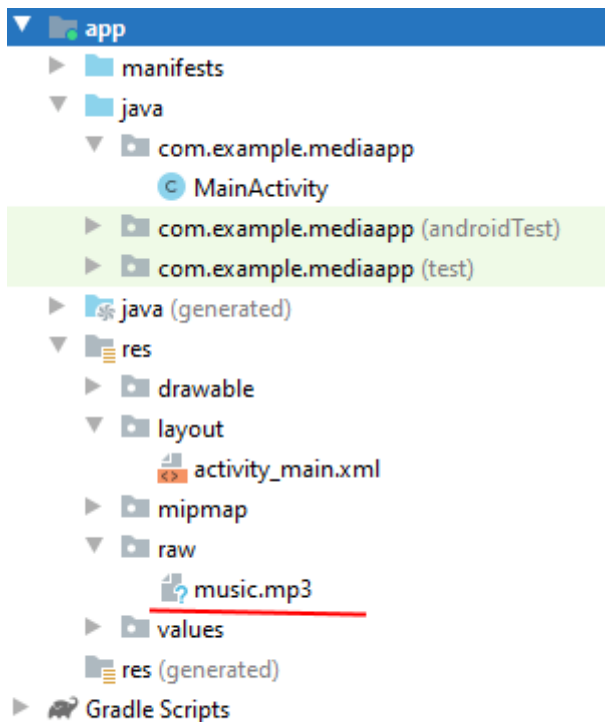 app
manifests
java
com.example.mediaapp
C MainActivity
com.example.mediaapp (androidTest)
com.example.mediaapp (test)
java (generated)
res
drawable
layout
activity_main.xml
mipmap
raw
music.mp3
values
res (generated)
Gradle Scripts